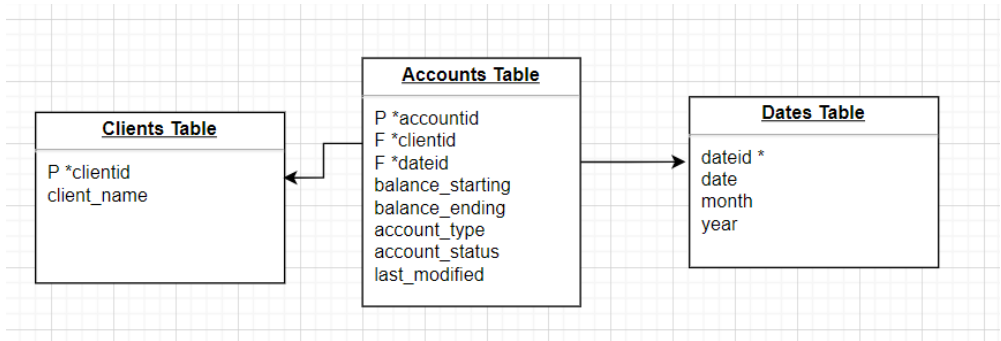 Clients Table
P *clientid
client_name
Accounts Table
P *accountid
F *clientid
F *dateid
balance_starting
balance_ending
account_type
account_status
last_modified
Dates Table
dateid *
date
month
year